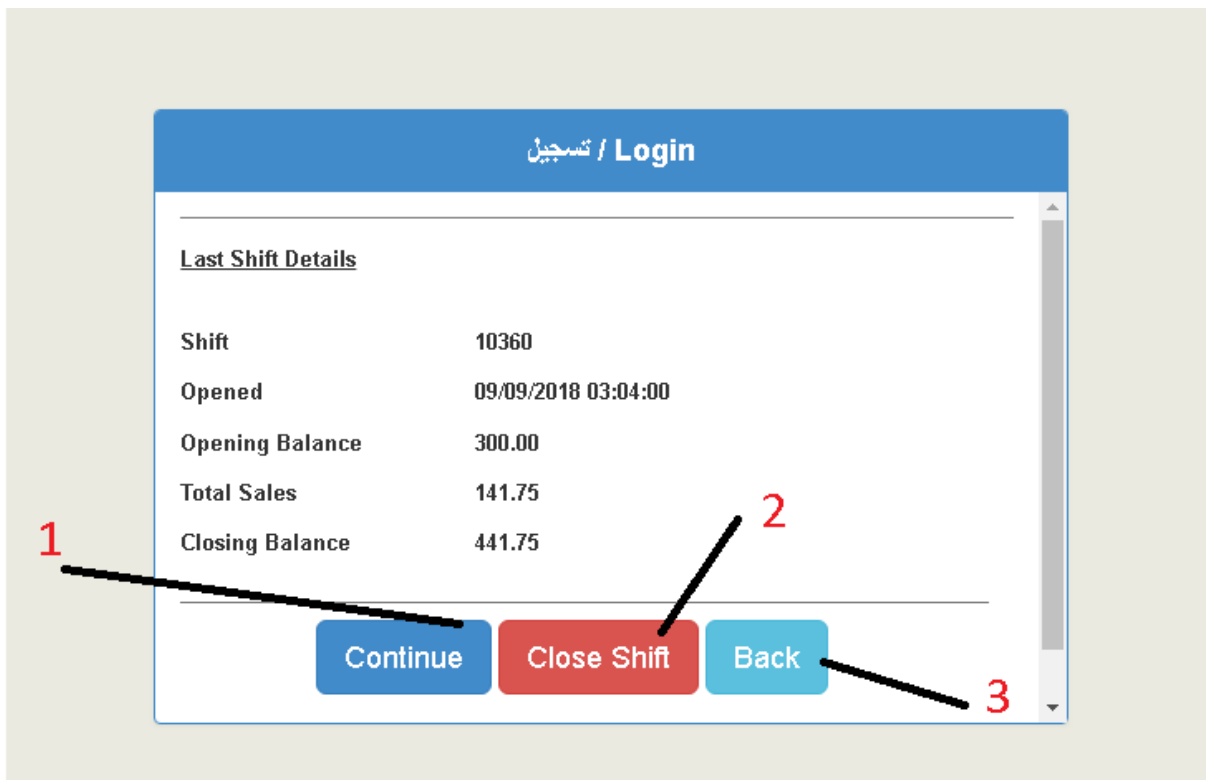 تسجيل / Login
Last Shift Details
Shift 10360
Opened 09/09/2018 03:04:00
Opening Balance 300.00
Total Sales 141.75
Closing Balance 441.75
1
2
Continue Close Shift Back
3